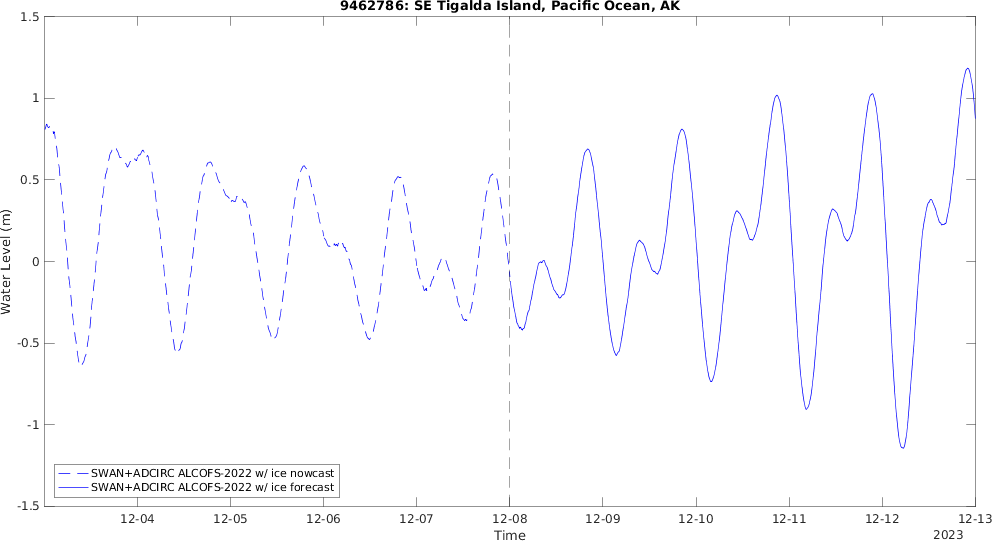 9462786: SE Tigalda Island, Pacific Ocean, AK
1.5
1
0.5
0
-0.5
-1
-1.5
Water Level (m)
SWAN+ADCIRC ALCOFS-2022 w/ ice nowcast
SWAN+ADCIRC ALCOFS-2022 w/ ice forecast
12-04 12-05 12-06 12-07 12-08 12-09 12-10 12-11 12-12 12-13
Time
2023